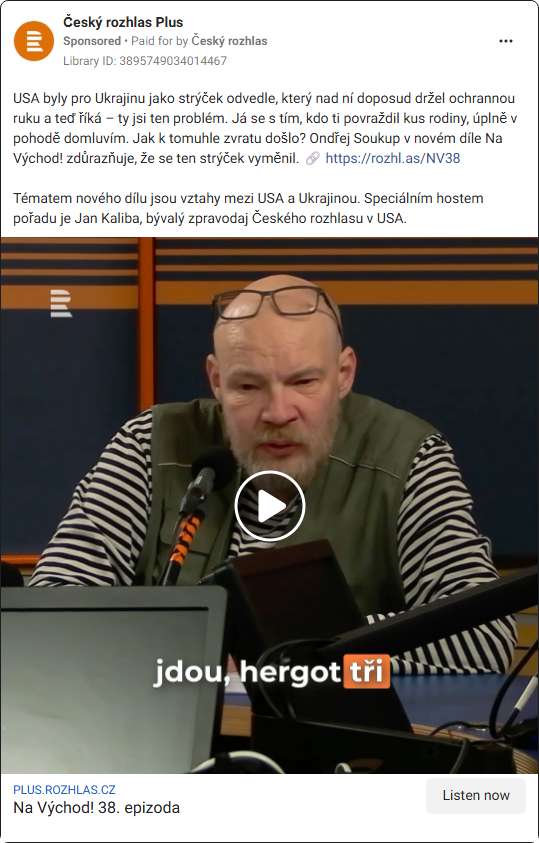 Český rozhlas Plus
Sponsored • Paid for by Český rozhlas
Library ID: 3895749034014467
USA byly pro Ukrajinu jako strýček odvedle, který nad ní doposud držel ochrannou
ruku a teď říká – ty jsi ten problém. Já se s tím, kdo ti povraždil kus rodiny, úplně v
pohodě domluvím. Jak k tomuhle zvratu došlo? Ondřej Soukup v novém díle Na
Východ! zdůrazňuje, že se ten strýček vyměnil. 🔗 https://rozhl.as/NV38
Tématem nového dílu jsou vztahy mezi USA a Ukrajinou. Speciálním hostem
pořadu je Jan Kaliba, bývalý zpravodaj Českého rozhlasu v USA.
jdou, hergot tři
PLUS.ROZHLAS.CZ
Na Východ! 38. epizoda
Listen now